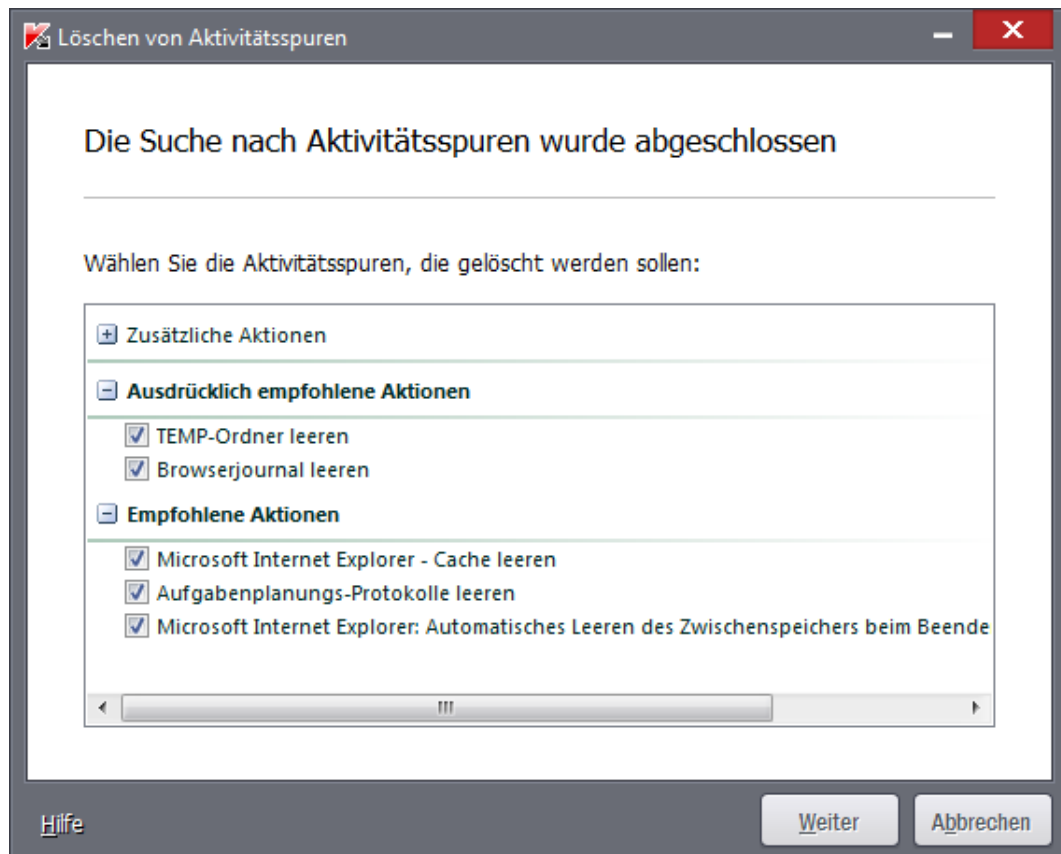 Löschen von Aktivitätsspuren
Die Suche nach Aktivitätsspuren wurde abgeschlossen
Wählen Sie die Aktivitätsspuren, die gelöscht werden sollen:
Zusätzliche Aktionen
Ausdrücklich empfohlene Aktionen
TEMP-Ordner leeren
Browserjournal leeren
Empfohlene Aktionen
Microsoft Internet Explorer - Cache leeren
Aufgabenplanungs-Protokolle leeren
Microsoft Internet Explorer: Automatisches Leeren des Zwischenspeichers beim Beende
Hilfe
Weiter
Abbrechen